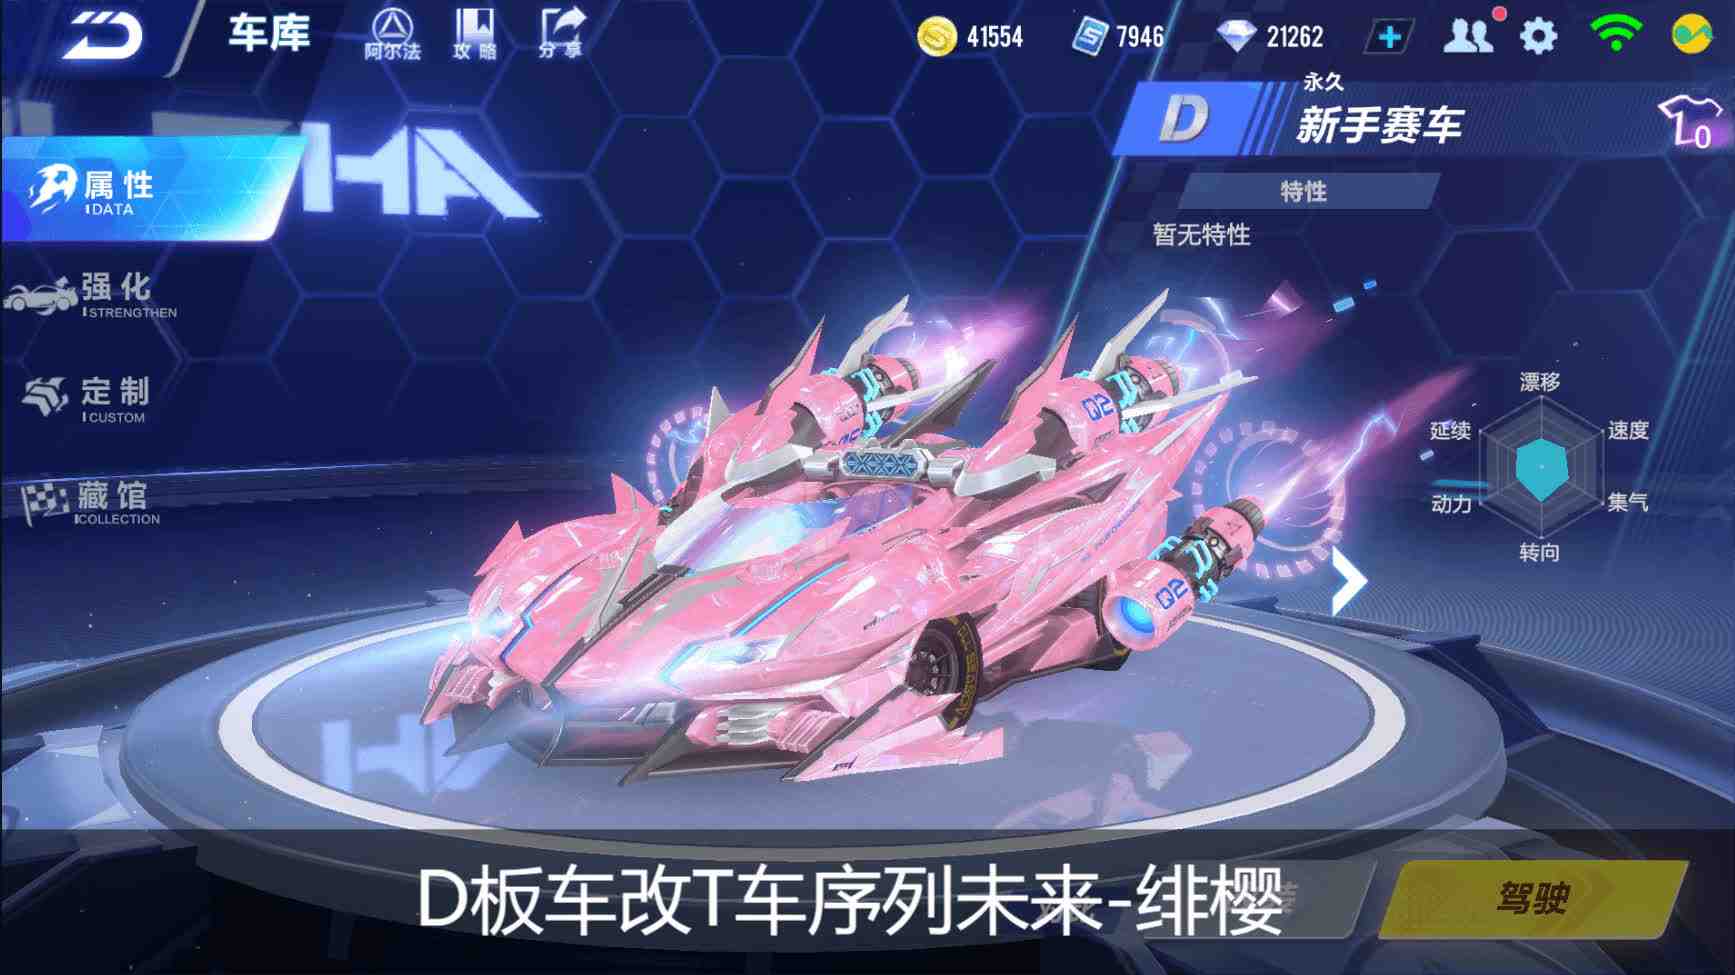 车库
阿尔法
攻略
分享
41554
7946
21262
永久
D
新手赛车
0
HA
属性
DATA
特性
暂无特性
强化
STRENGTHEN
定制
CUSTOM
藏馆
COLLECTION
漂移
延续
速度
动力
集气
转向
Q2
Q2
D板车改T车序列未来-绯樱
驾驶